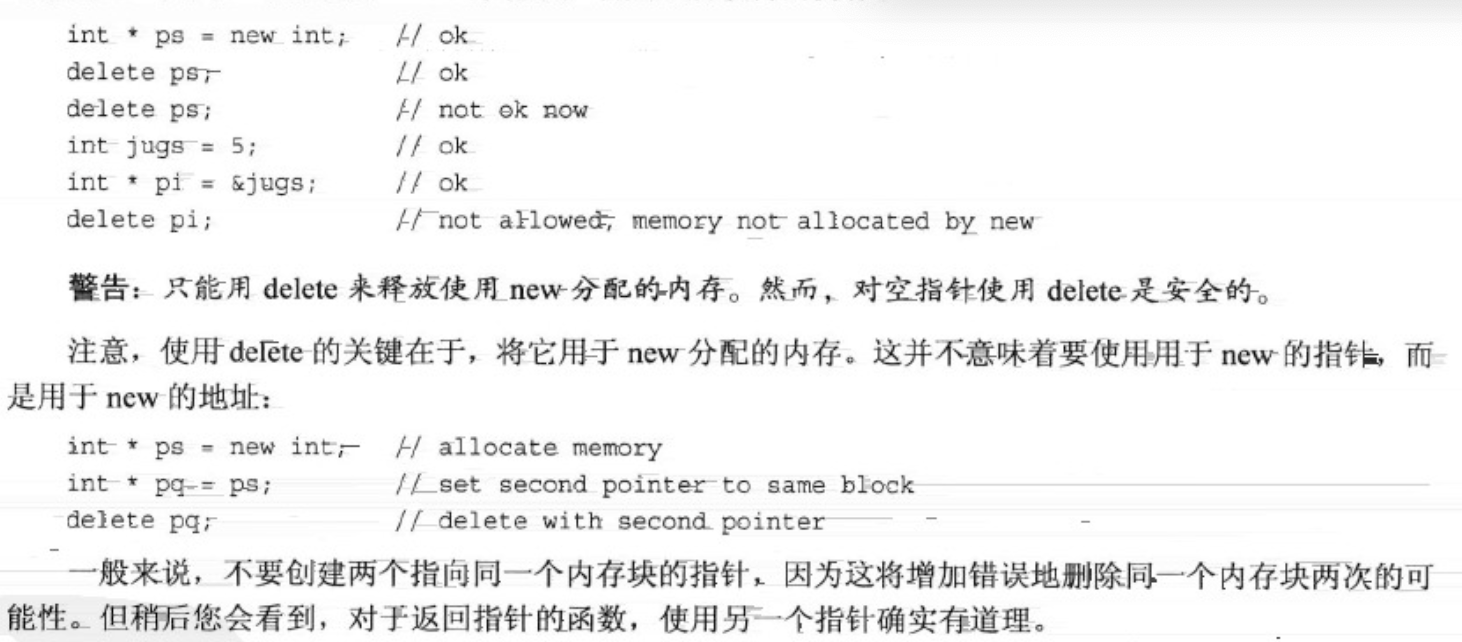 int * ps = new int;    // ok
delete ps;             // ok
delete ps;             // not ok now
int jugs = 5;          // ok
int * pi = &jugs;      // ok
delete pi;             // not allowed, memory not allocated by new
警告：只能用 delete 来释放使用 new 分配的内存。然而，对空指针使用 delete 是安全的。
注意，使用 delete 的关键在于，将它用于 new 分配的内存。这并不意味着要使用用于 new 的指针，而
是用于 new 的地址：
int * ps = new int;    // allocate memory
int * pq = ps;         // set second pointer to same block
delete pq;             // delete with second pointer
一般来说，不要创建两个指向同一个内存块的指针，因为这将增加错误地删除同一个内存块两次的可
能性。但稍后您会看到，对于返回指针的函数，使用另一个指针确实有道理。